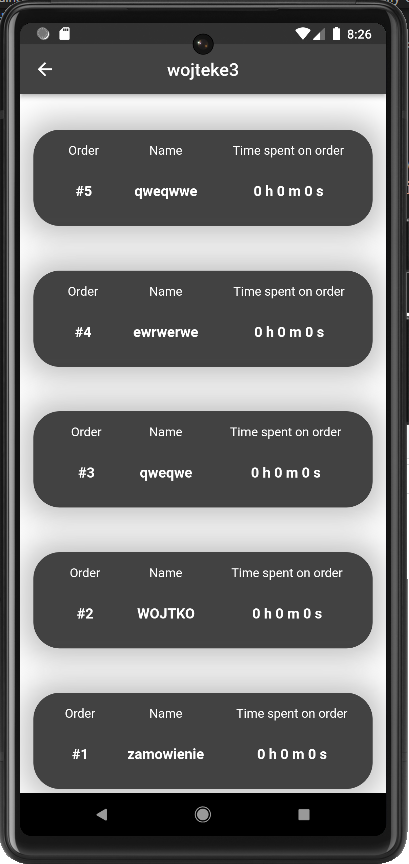 8:26
wojteke3
Order Name Time spent on order
#5 qweqwwe 0 h 0 m 0 s
Order Name Time spent on order
#4 ewrwerwe 0 h 0 m 0 s
Order Name Time spent on order
#3 qweqwe 0 h 0 m 0 s
Order Name Time spent on order
#2 WOJTKO 0 h 0 m 0 s
Order Name Time spent on order
#1 zamowienie 0 h 0 m 0 s